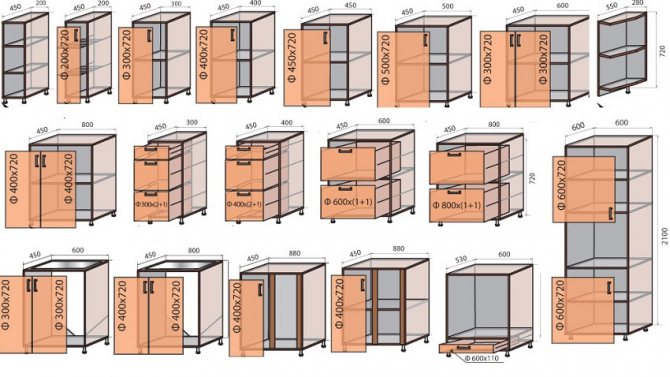 450 200
450 200
Ф 200x720
450 300
Ф 300x720
450 400
Ф 400x720
450 450
Ф 450x720
450 500
Ф 500x720
450 600
Ф 300x720 Ф 300x720
550 280
720
450 800
Ф 400x720 Ф 400x720
450 300
Ф 300x(2+1)
450 400
Ф 400x(2+1)
450 600
Ф 600x(1+1)
450 800
Ф 800x(1+1)
720
600 600
Ф 600x720
Ф 600x720
2100
450 600
Ф 300x720 Ф 300x720
450 800
Ф 400x720 Ф 400x720
450 880
Ф 400x720
450 880
Ф 400x720
530 600
Ф 600x110